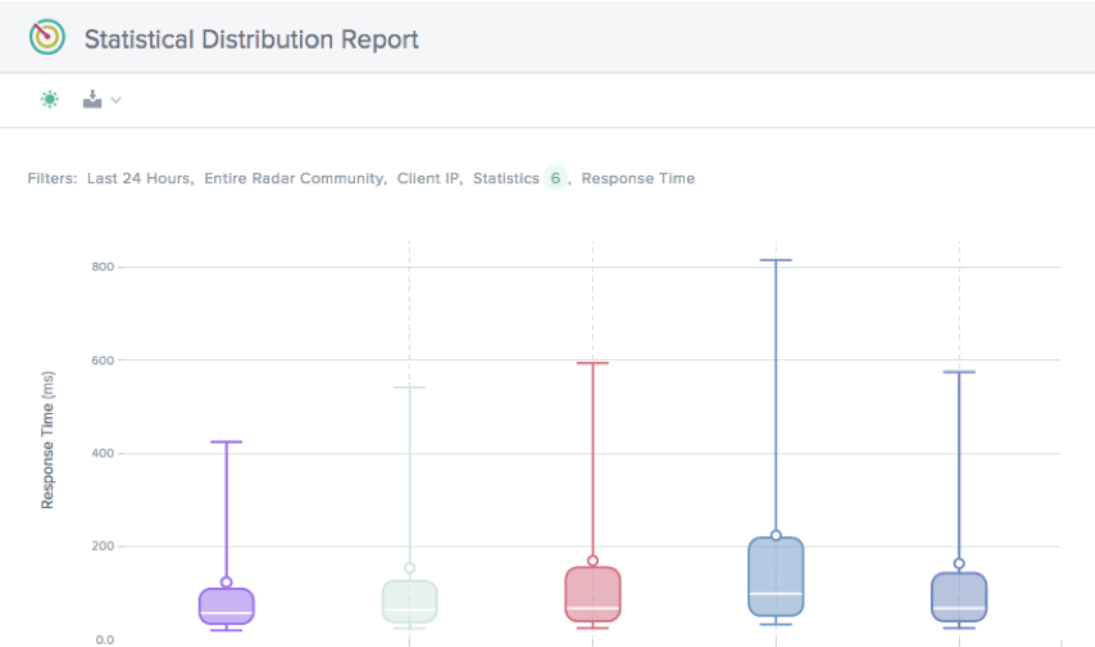 Statistical Distribution Report
Filters: Last 24 Hours, Entire Radar Community, Client IP, Statistics 6, Response Time
800
600
400
200
0.0
Response Time (ms)